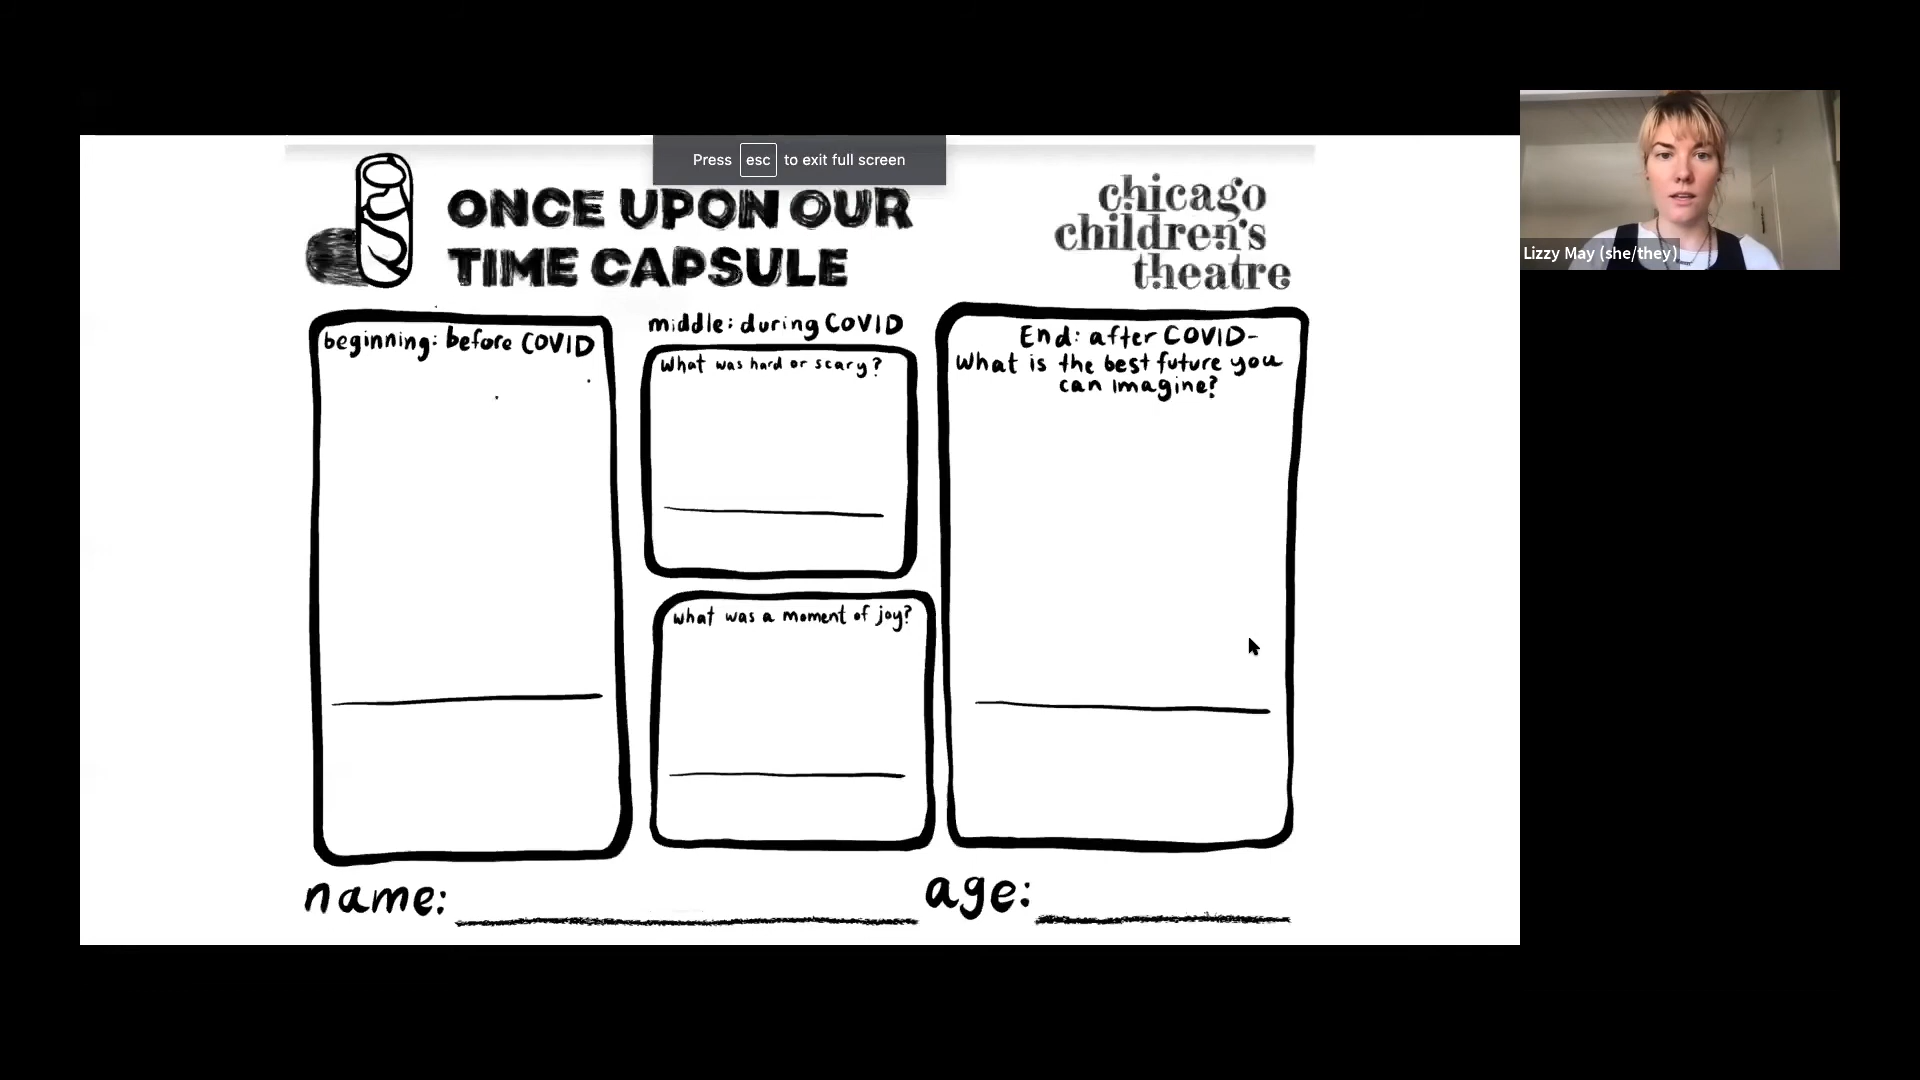 Press esc to exit full screen
ONCE UPON OUR
TIME CAPSULE
chicago
children's
theatre
beginning: before COVID
middle: during COVID
What was hard or scary?
what was a moment of joy?
End: after COVID-
What is the best future you
can imagine?
name:
age:
Lizzy May (she/they)